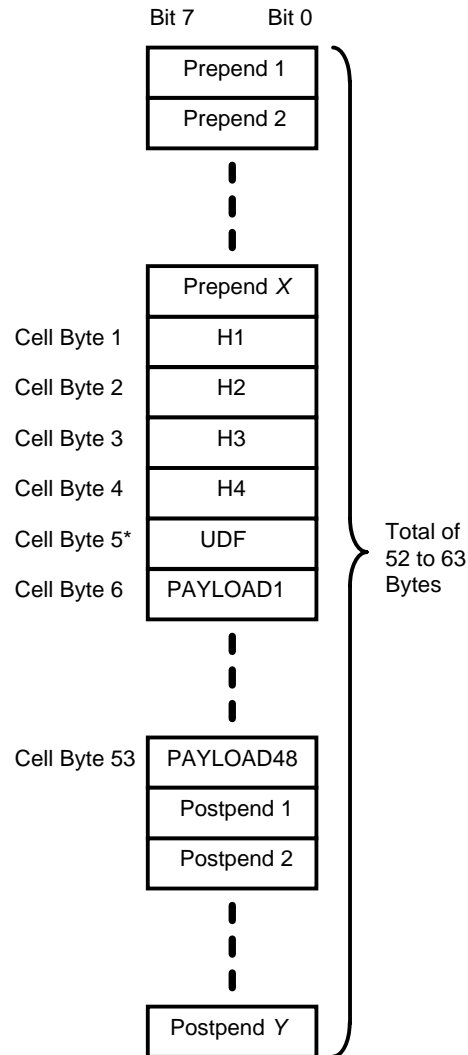 Bit 7 Bit 0
Prepend 1
Prepend 2
Prepend X
Cell Byte 1 H1
Cell Byte 2 H2
Cell Byte 3 H3
Cell Byte 4 H4
Cell Byte 5* UDF
Cell Byte 6 PAYLOAD1
Total of
52 to 63
Bytes
Cell Byte 53 PAYLOAD48
Postpend 1
Postpend 2
Postpend Y